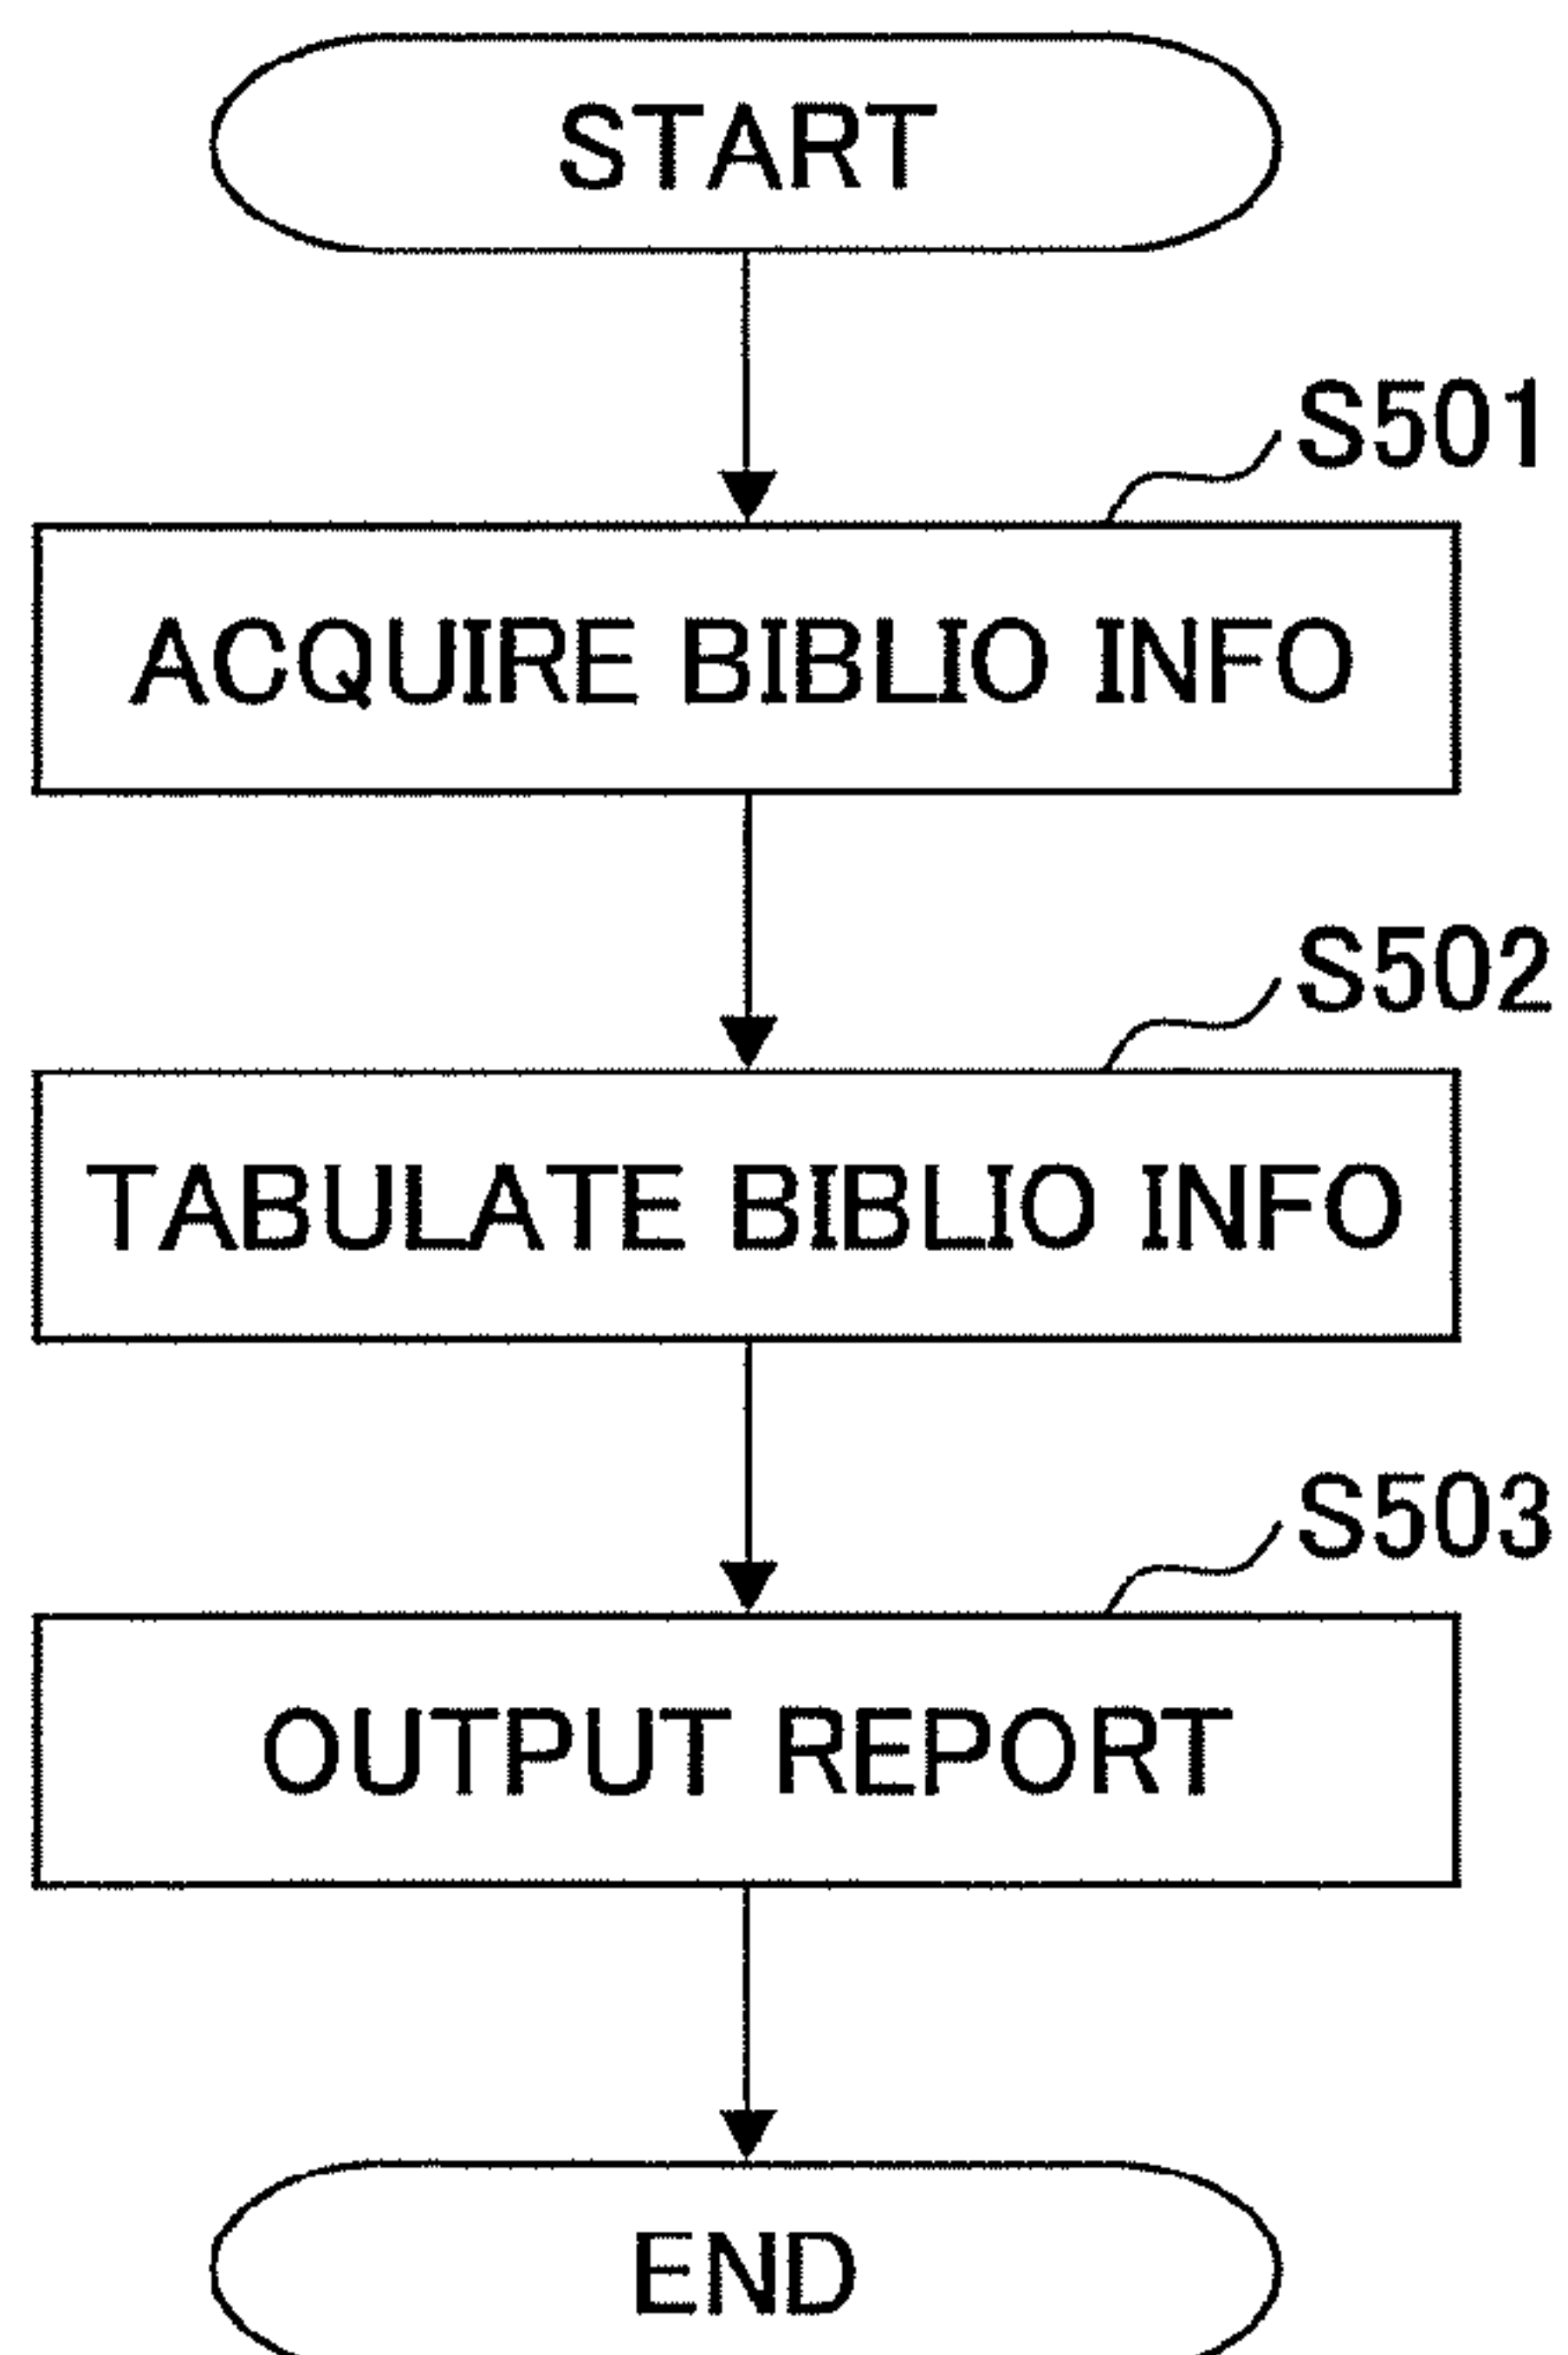 START
S501
ACQUIRE BIBLIO INFO
S502
TABULATE BIBLIO INFO
S503
OUTPUT REPORT
END